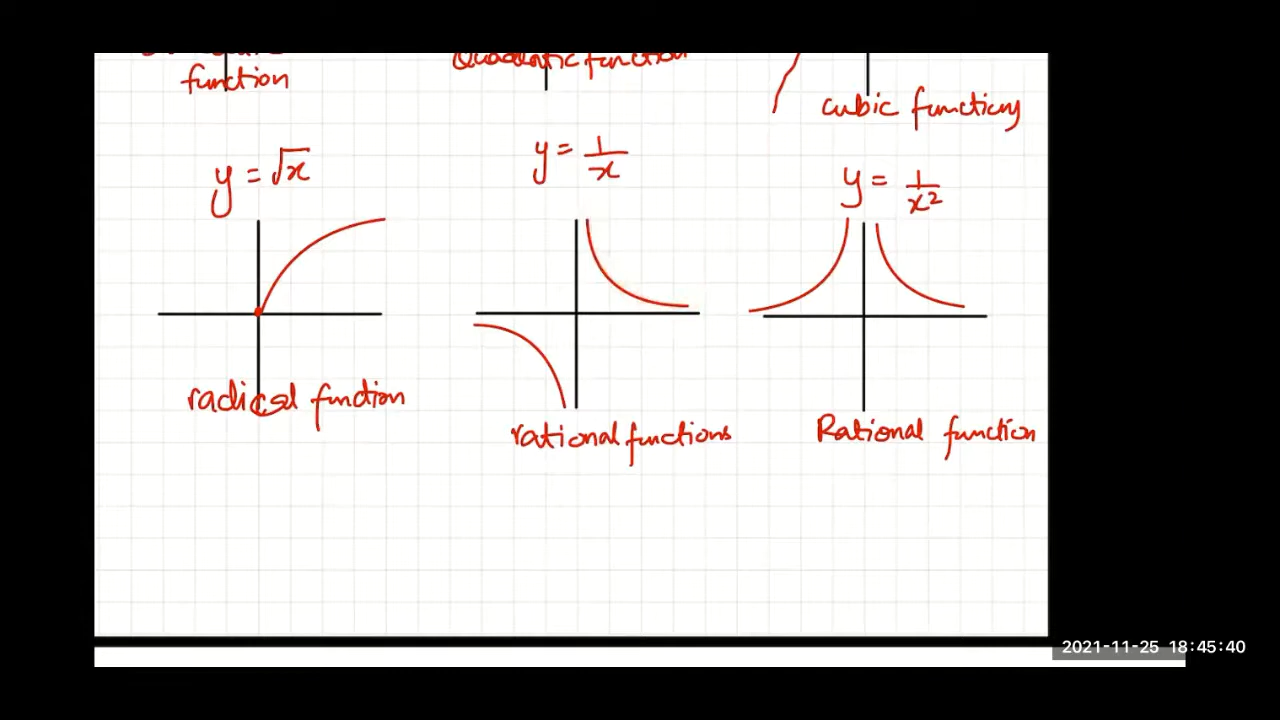 function
Quadratic function
cubic functions
y = √x
y = 1/x
y = 1/x²
radical function
rational functions
Rational function
2021-11-25 18:45:40